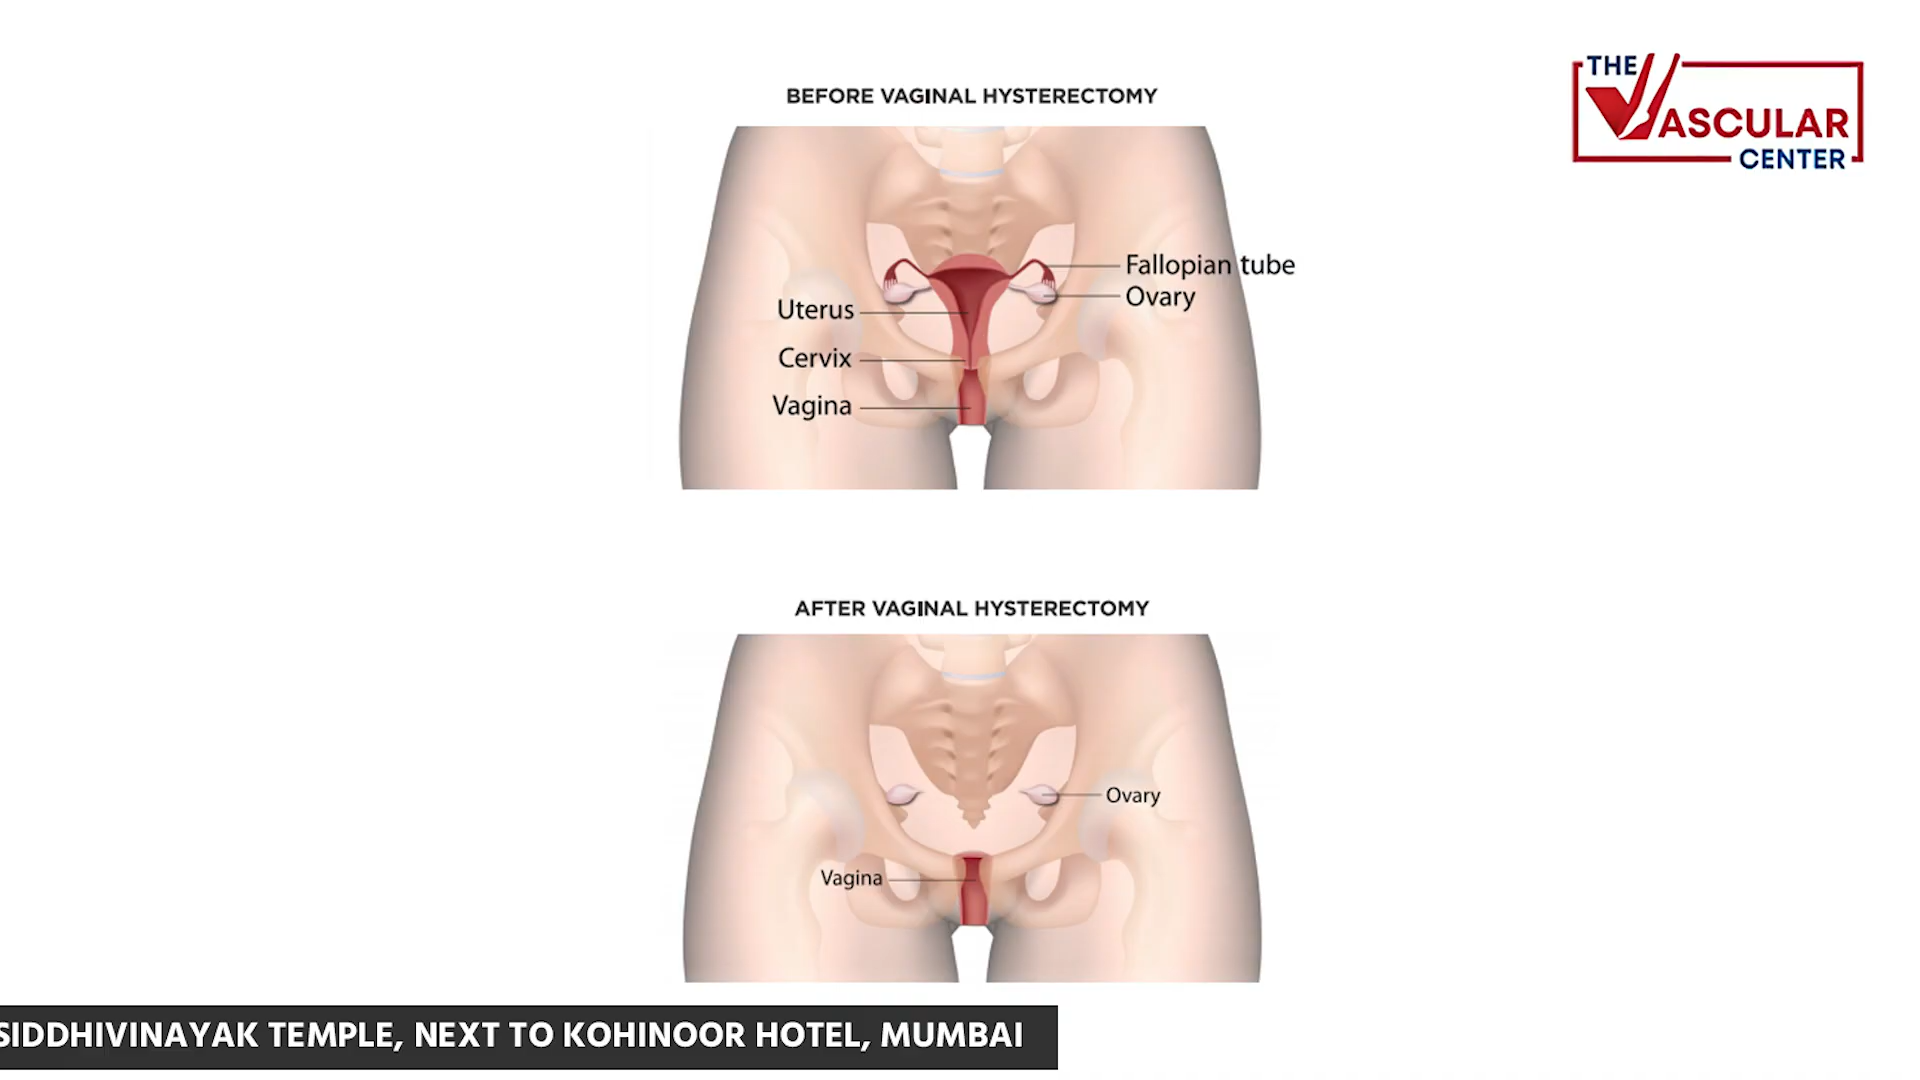 BEFORE VAGINAL HYSTERECTOMY
THE
VASCULAR
CENTER
Fallopian tube
Ovary
Uterus
Cervix
Vagina
AFTER VAGINAL HYSTERECTOMY
Ovary
Vagina
SIDDHIVINAYAK TEMPLE, NEXT TO KOHINOOR HOTEL, MUMBAI